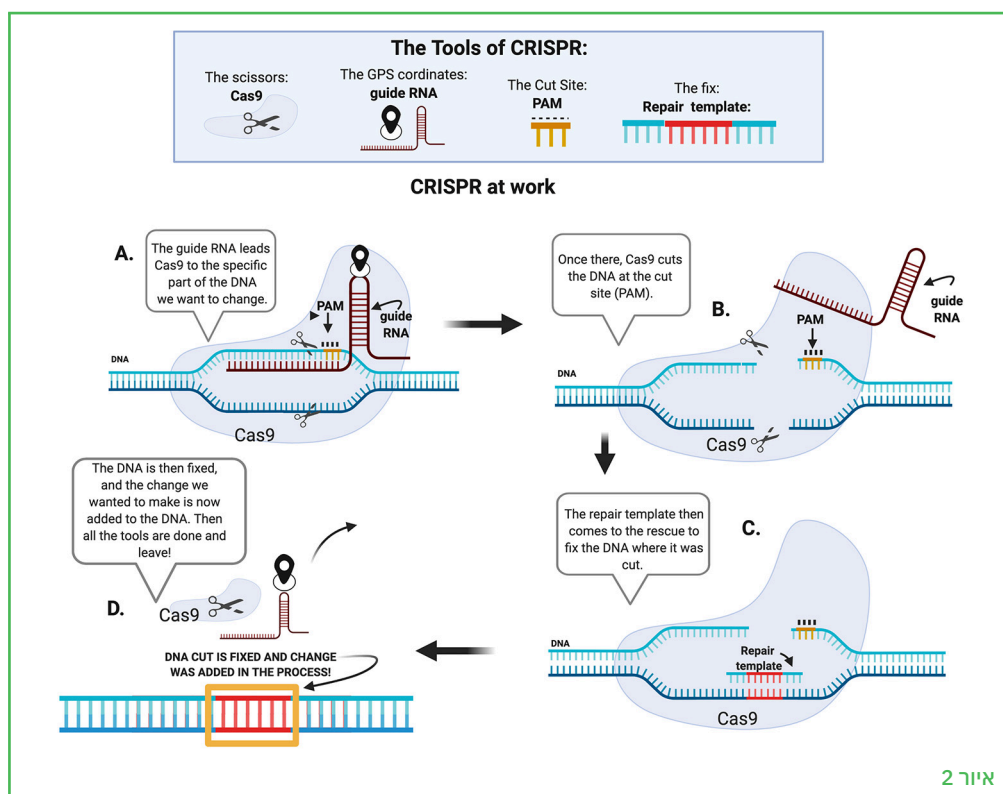 The Tools of CRISPR:
The scissors:
Cas9
The GPS cordinates:
guide RNA
The Cut Site:
PAM
The fix:
Repair template:
CRISPR at work
A.
The guide RNA leads
Cas9 to the specific
part of the DNA
we want to change.
PAM
guide
RNA
DNA
Cas9
Once there, Cas9 cuts
the DNA at the cut
site (PAM).
B.
guide
RNA
PAM
DNA
Cas9
The repair template then
comes to the rescue to
fix the DNA where it was
cut.
C.
DNA
Repair
template
Cas9
The DNA is then fixed,
and the change we
wanted to make is now
added to the DNA. Then
all the tools are done and
leave!
D.
Cas9
DNA CUT IS FIXED AND CHANGE
WAS ADDED IN THE PROCESS!
איור 2